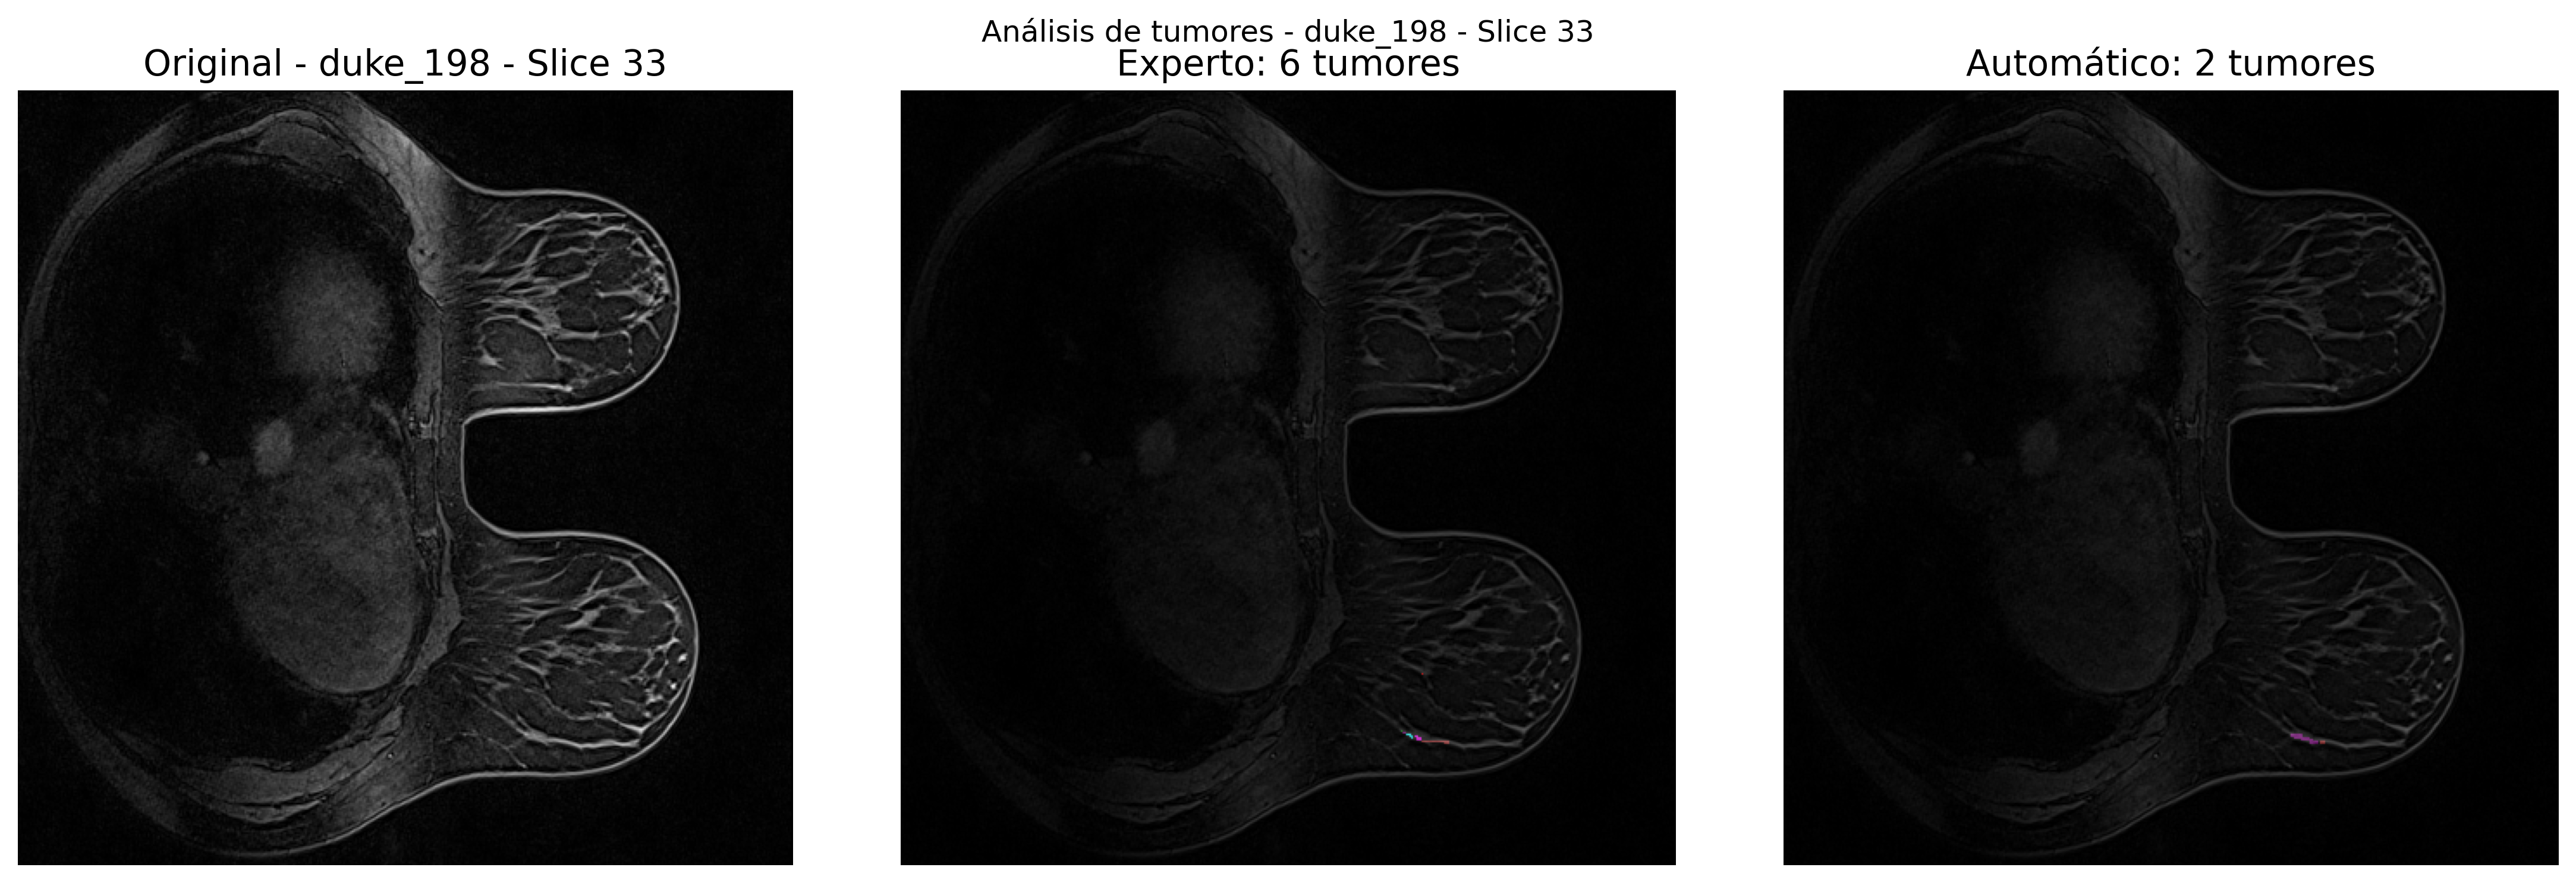 Análisis de tumores - duke_198 - Slice 33
Original - duke_198 - Slice 33
Experto: 6 tumores
Automático: 2 tumores